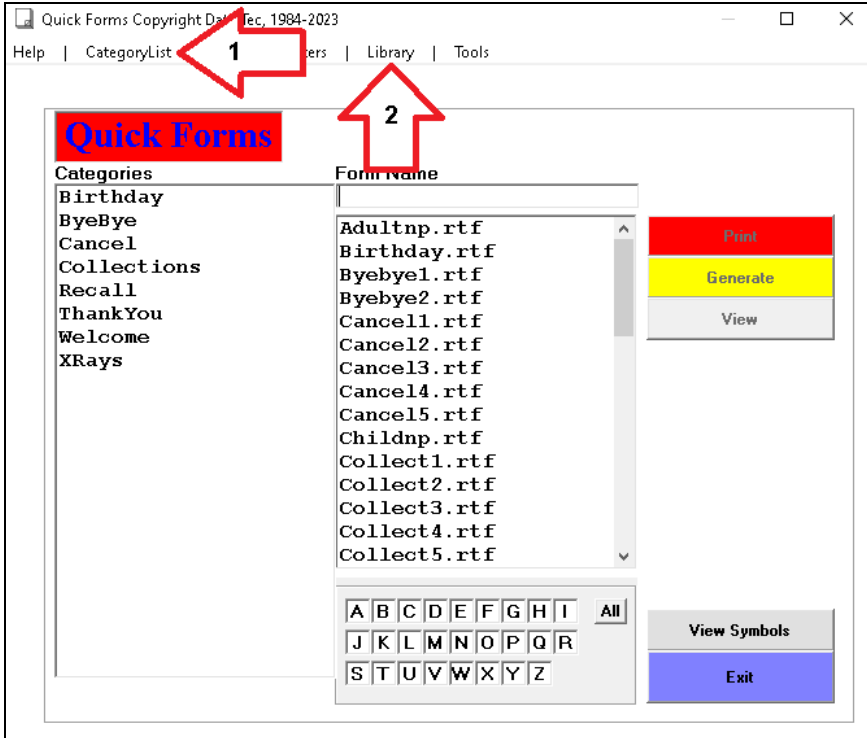 Quick Forms Copyright Da Tec, 1984-2023
Help | CategoryList 1 ters | Library | Tools
2
Quick Forms
Categories
Birthday
ByeBye
Cancel
Collections
Recall
ThankYou
Welcome
XRays
Form Name
Adultnp.rtf
Birthday.rtf
Byebye1.rtf
Byebye2.rtf
Cancel1.rtf
Cancel2.rtf
Cancel3.rtf
Cancel4.rtf
Cancel5.rtf
Childnp.rtf
Collect1.rtf
Collect2.rtf
Collect3.rtf
Collect4.rtf
Collect5.rtf
A B C D E F G H I All
J K L M N O P Q R
S T U V W X Y Z
Print
Generate
View
View Symbols
Exit